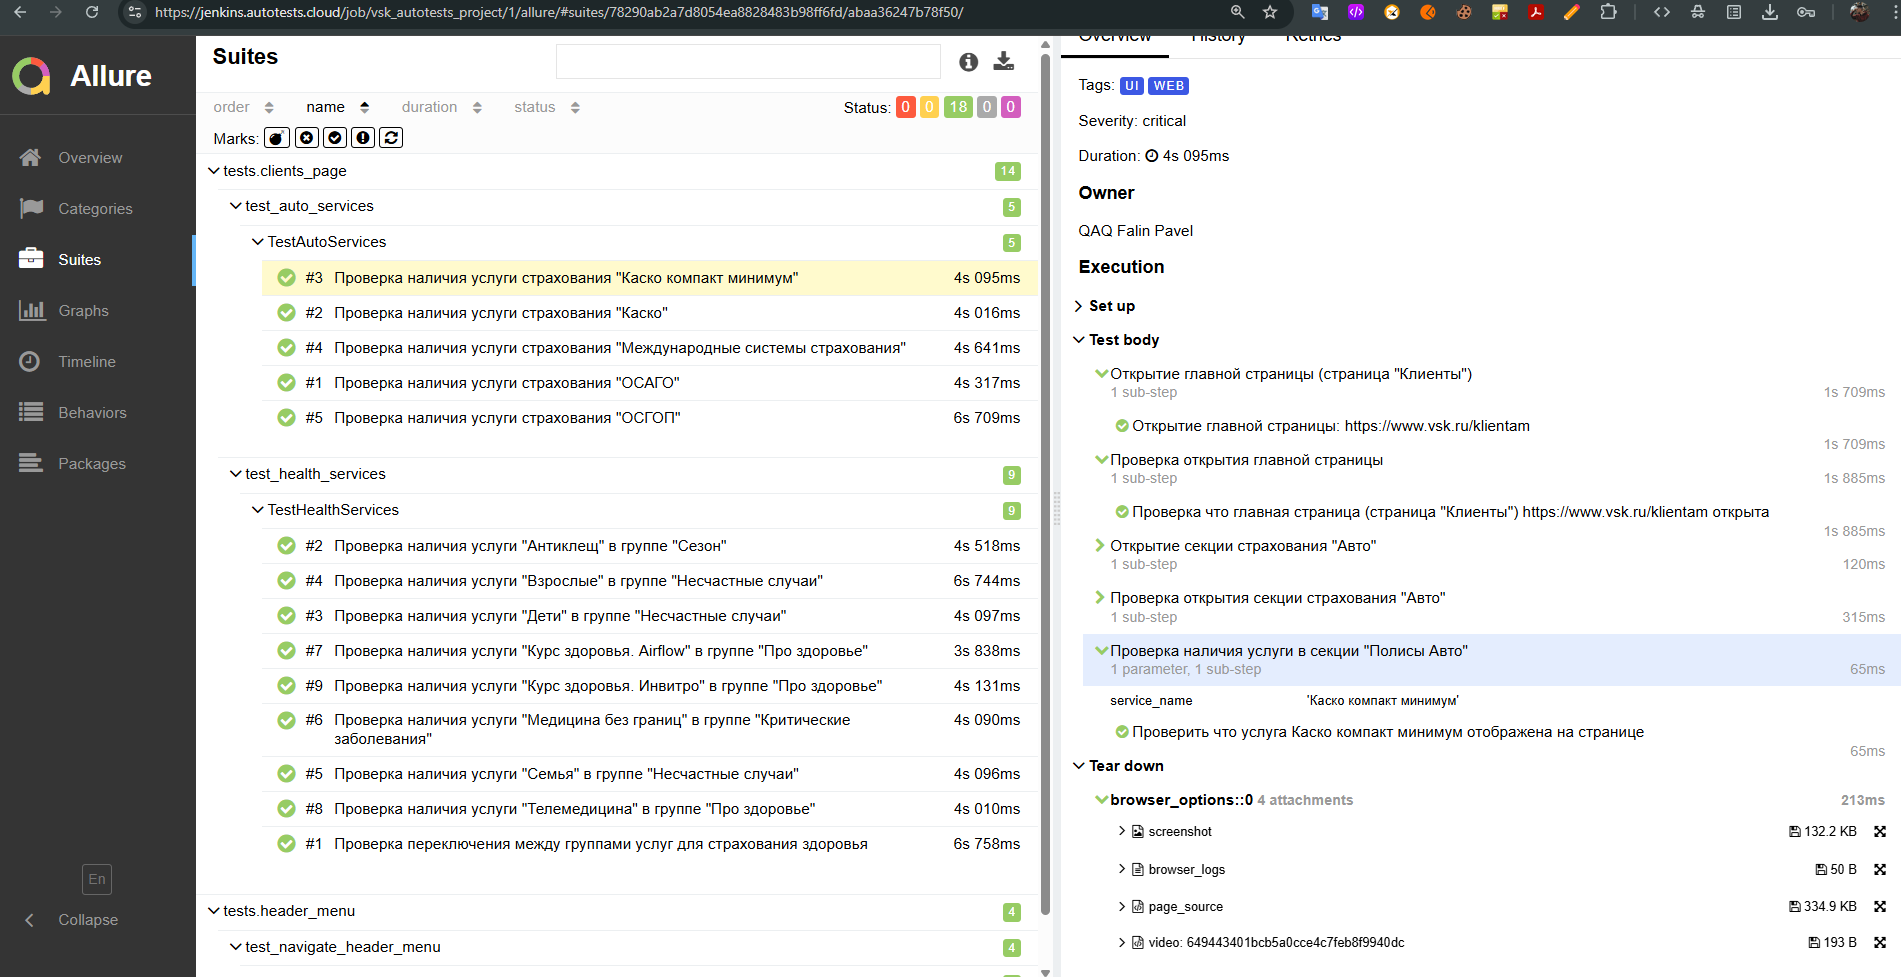 https://jenkins.autotests.cloud/job/vsk_autotests_project/1/allure/#suites/78290ab2a7d8054ea8828483b98ff6fd/abaa36247b78f50/
Allure
Overview
Categories
Suites
Graphs
Timeline
Behaviors
Packages
En
Collapse
Suites
order name duration status
Status: 0 0 18 0 0
Marks:
tests.clients_page 14
test_auto_services 5
TestAutoServices 5
#3 Проверка наличия услуги страхования "Каско компакт минимум" 4s 095ms
#2 Проверка наличия услуги страхования "Каско" 4s 016ms
#4 Проверка наличия услуги страхования "Международные системы страхования" 4s 641ms
#1 Проверка наличия услуги страхования "ОСАГО" 4s 317ms
#5 Проверка наличия услуги страхования "ОСГОП" 6s 709ms
test_health_services 9
TestHealthServices 9
#2 Проверка наличия услуги "Антиклещ" в группе "Сезон" 4s 518ms
#4 Проверка наличия услуги "Взрослые" в группе "Несчастные случаи" 6s 744ms
#3 Проверка наличия услуги "Дети" в группе "Несчастные случаи" 4s 097ms
#7 Проверка наличия услуги "Курс здоровья. Airflow" в группе "Про здоровье" 3s 838ms
#9 Проверка наличия услуги "Курс здоровья. Инвитро" в группе "Про здоровье" 4s 131ms
#6 Проверка наличия услуги "Медицина без границ" в группе "Критические 4s 090ms
заболевания"
#5 Проверка наличия услуги "Семья" в группе "Несчастные случаи" 4s 096ms
#8 Проверка наличия услуги "Телемедицина" в группе "Про здоровье" 4s 010ms
#1 Проверка переключения между группами услуг для страхования здоровья 6s 758ms
tests.header_menu 4
test_navigate_header_menu 4
Overview History Retries
Tags: UI WEB
Severity: critical
Duration: 4s 095ms
Owner
QAQ Falin Pavel
Execution
Set up
Test body
Открытие главной страницы (страница "Клиенты")
1 sub-step 1s 709ms
Открытие главной страницы: https://www.vsk.ru/klientam
1s 709ms
Проверка открытия главной страницы
1 sub-step 1s 885ms
Проверка что главная страница (страница "Клиенты") https://www.vsk.ru/klientam открыта
1s 885ms
Открытие секции страхования "Авто"
1 sub-step 120ms
Проверка открытия секции страхования "Авто"
1 sub-step 315ms
Проверка наличия услуги в секции "Полисы Авто"
1 parameter, 1 sub-step 65ms
service_name 'Каско компакт минимум'
Проверить что услуга Каско компакт минимум отображена на странице
65ms
Tear down
browser_options::0 4 attachments 213ms
screenshot 132.2 KB
browser_logs 50 B
page_source 334.9 KB
video: 649443401bcb5a0cce4c7feb8f9940dc 193 B